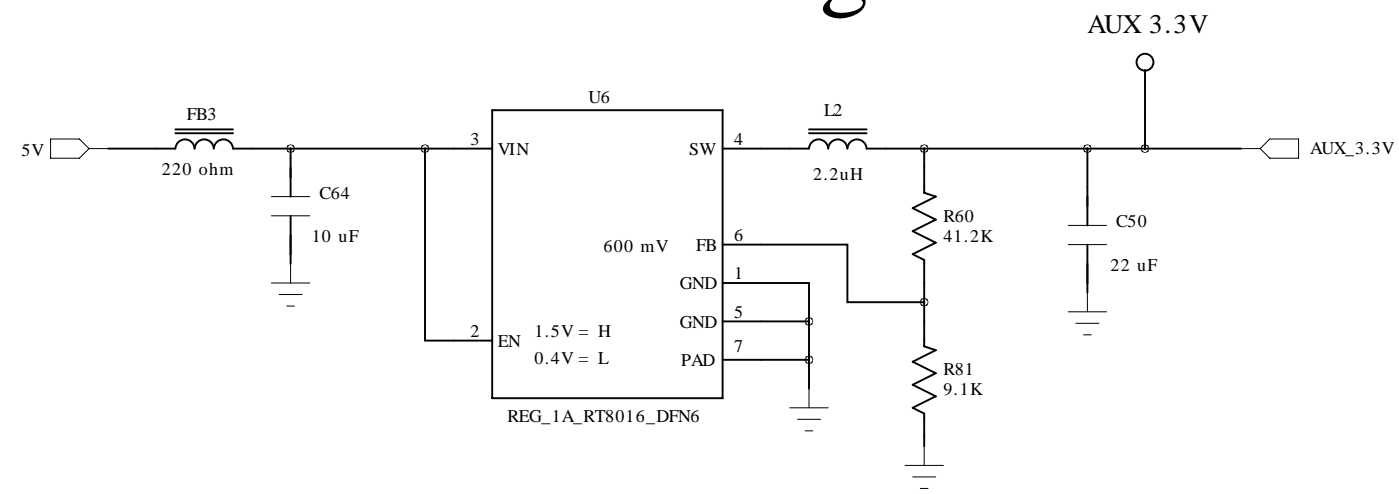 AUX 3.3V
FB3
U6
L2
5V
3
VIN
SW
4
AUX_3.3V
220 ohm
2.2uH
C64
10 uF
R60
41.2K
C50
22 uF
600 mV
FB
6
GND
1
GND
5
2
EN
1.5V = H
0.4V = L
PAD
7
R81
9.1K
REG_1A_RT8016_DFN6